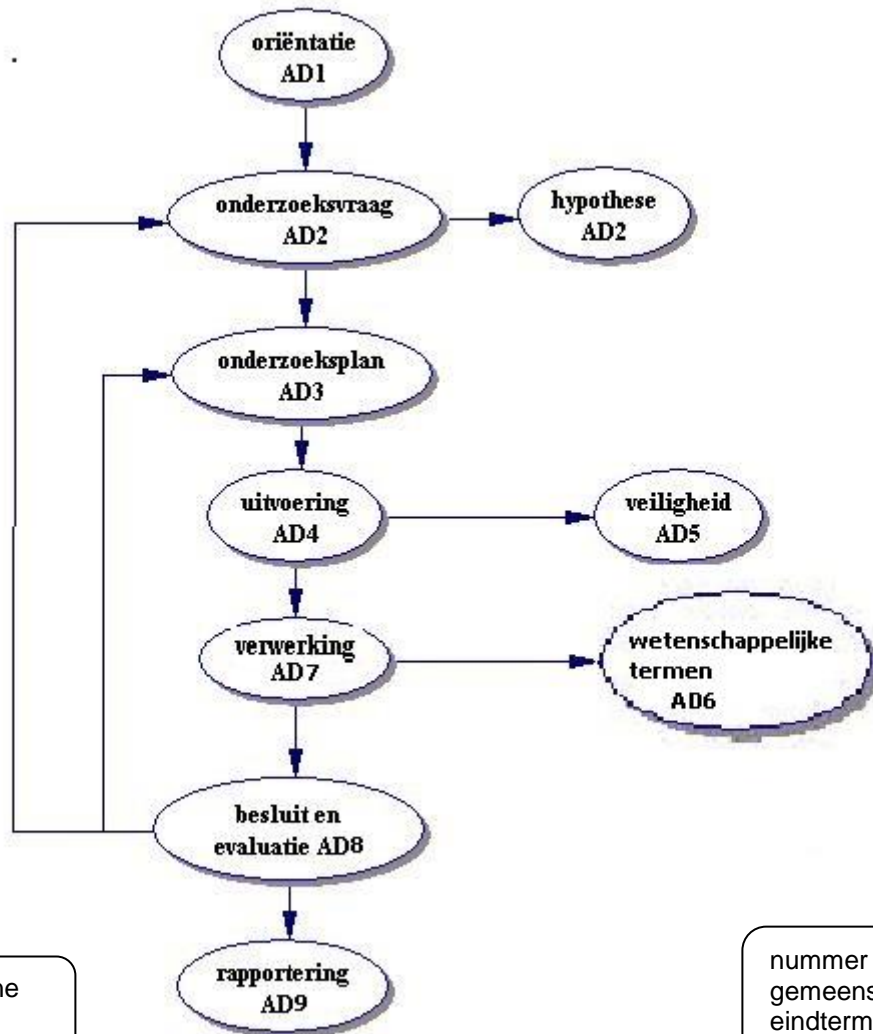 oriëntatie
AD1
onderzoeksvraag
AD2
hypothese
AD2
onderzoeksplan
AD3
uitvoering
AD4
veiligheid
AD5
verwerking
AD7
wetenschappelijke
termen
AD6
besluit en
evaluatie AD8
rapportering
AD9
ne
nummer
gemeens
eindterm